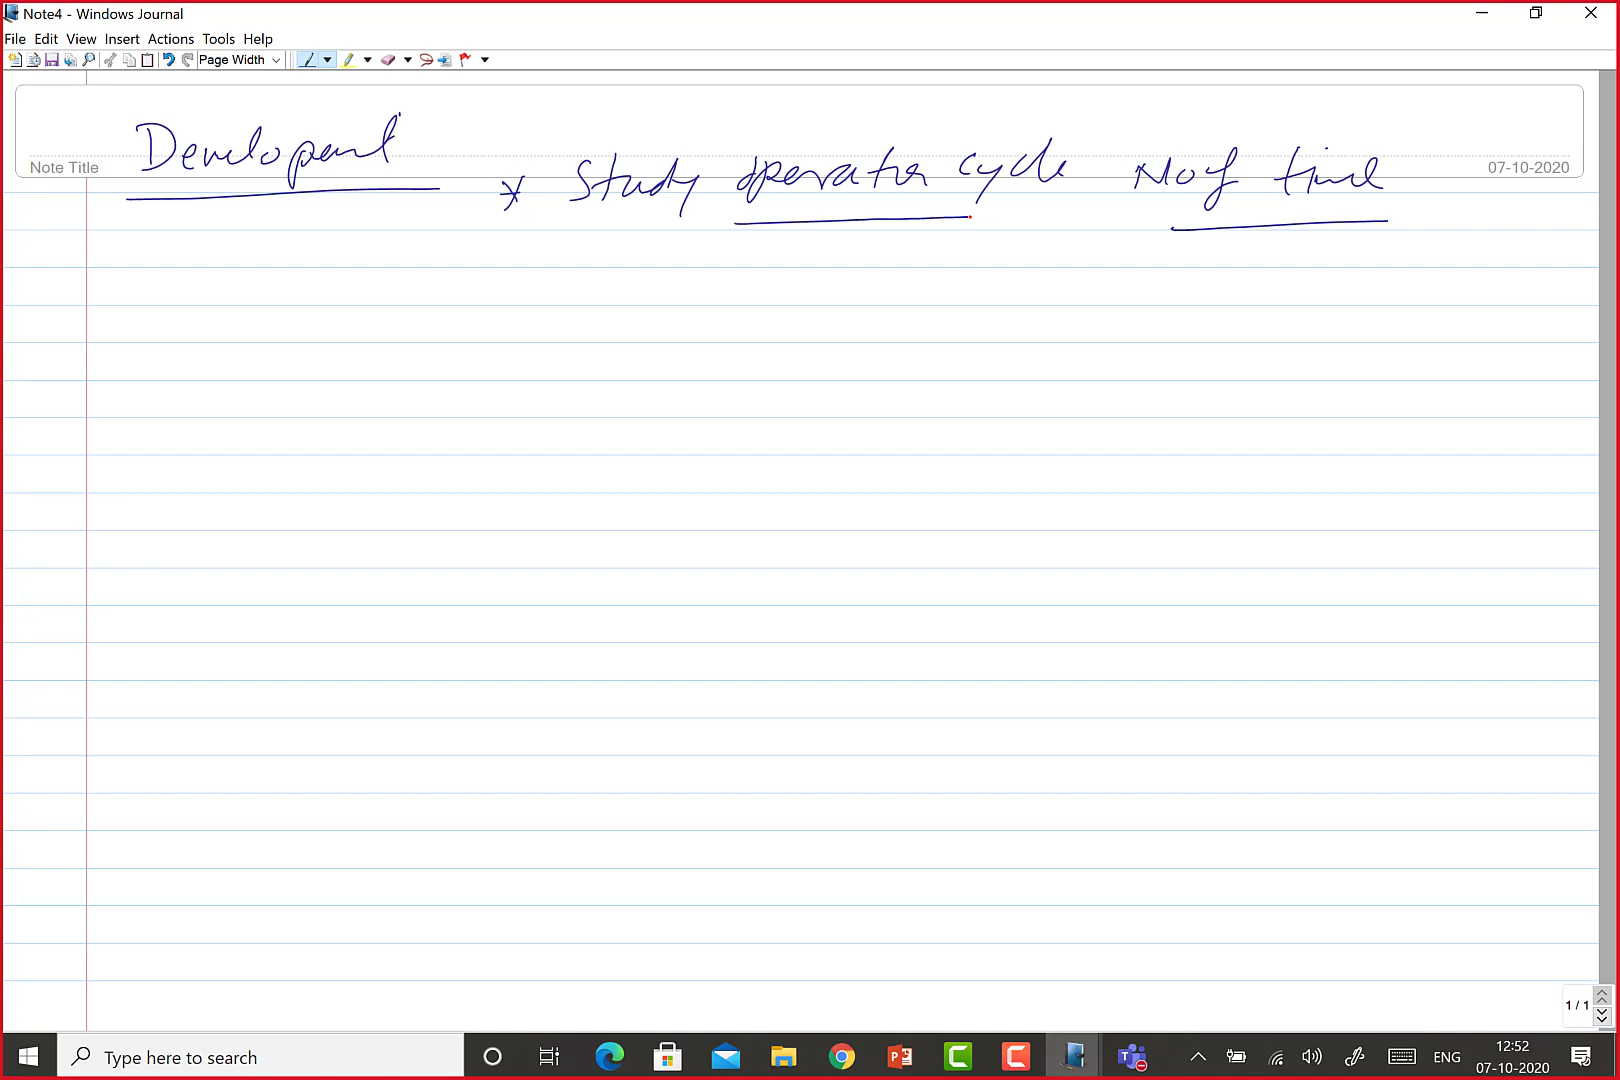 Note4 - Windows Journal
File Edit View Insert Actions Tools Help
Page Width
Development
* Study operator cycle No of time
Note Title
07-10-2020
1 / 1
Type here to search
ENG
12:52
07-10-2020